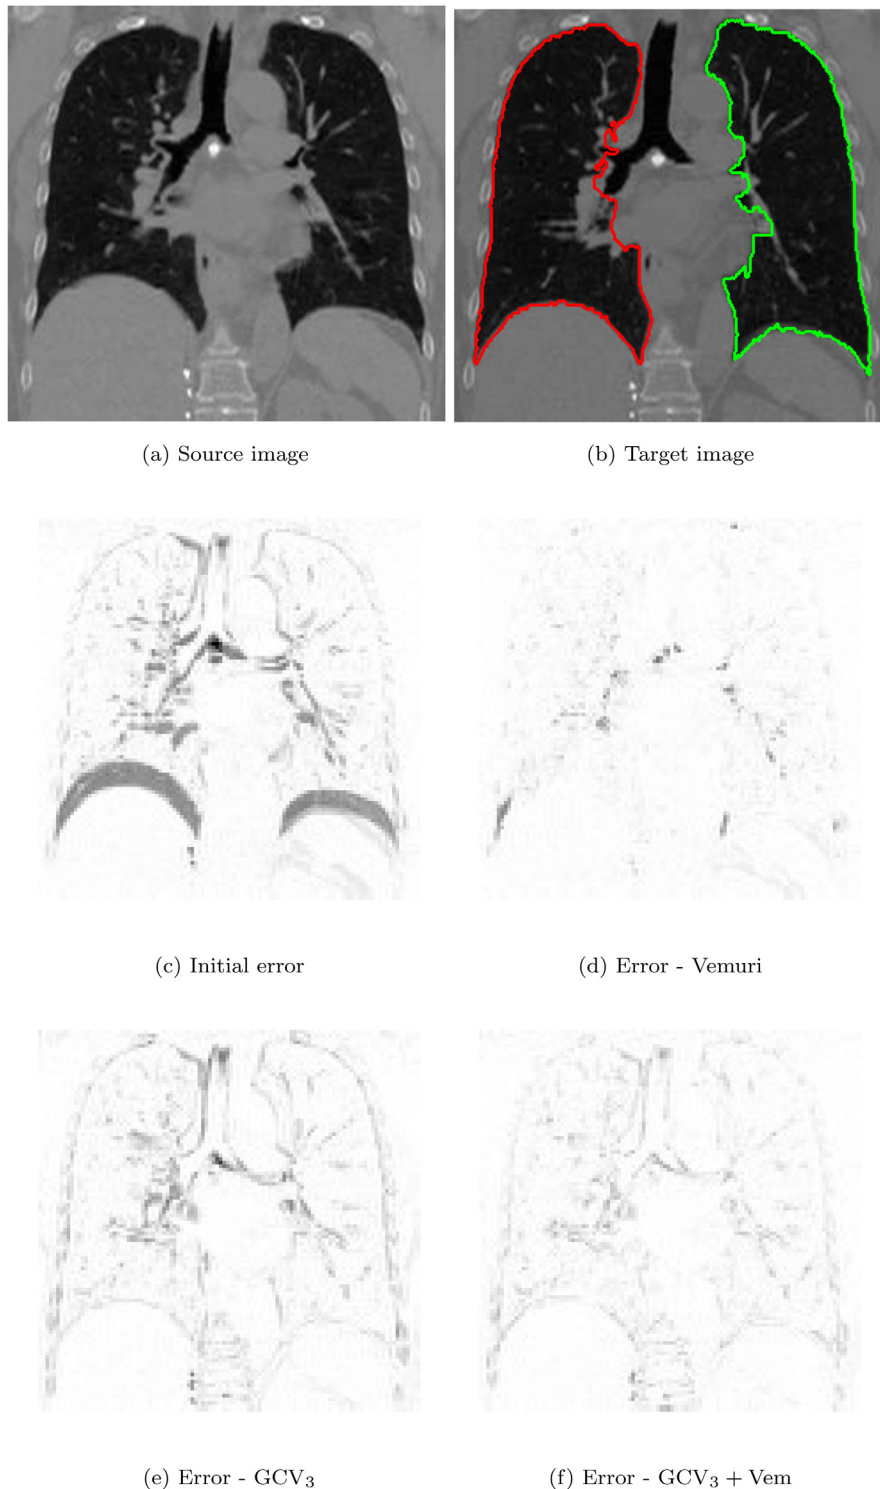 (a) Source image
(b) Target image
(c) Initial error
(d) Error - Vemuri
(e) Error - GCV₃
(f) Error - GCV₃ + Vem